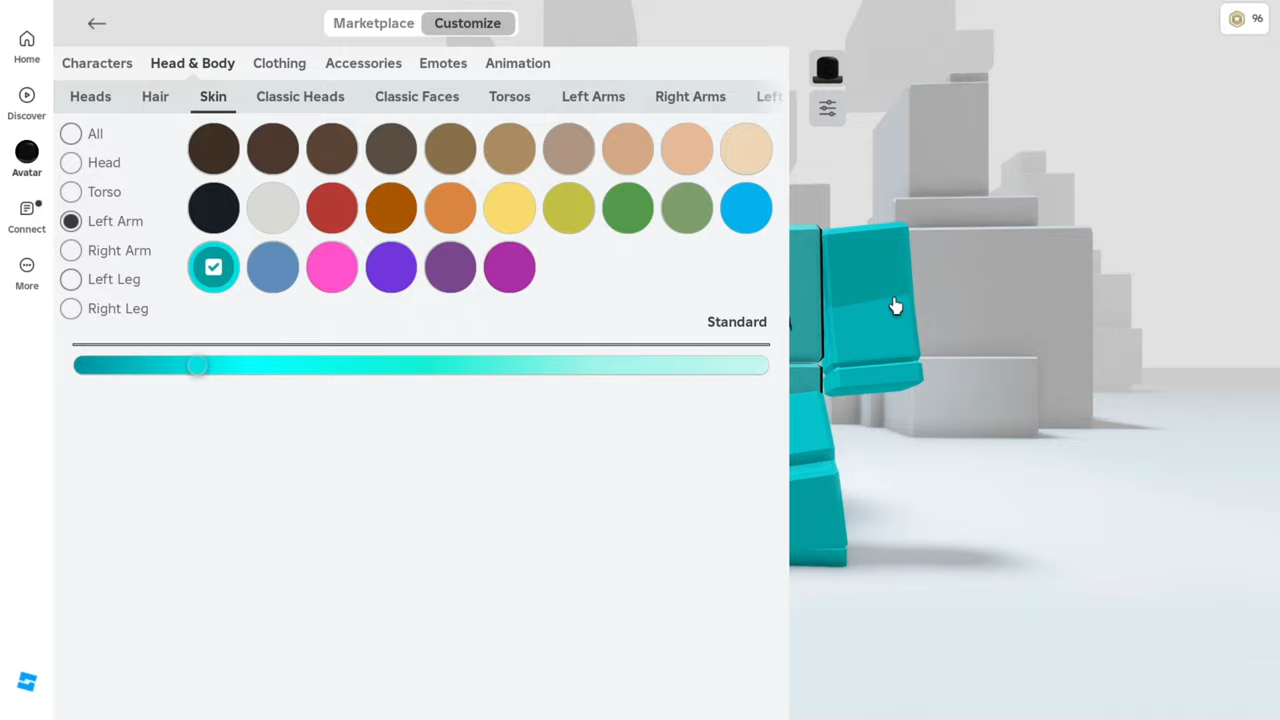 Marketplace Customize
96
Home
Discover
Avatar
Connect
More
Characters Head & Body Clothing Accessories Emotes Animation
Heads Hair Skin Classic Heads Classic Faces Torsos Left Arms Right Arms Left
All
Head
Torso
Left Arm
Right Arm
Left Leg
Right Leg
Standard